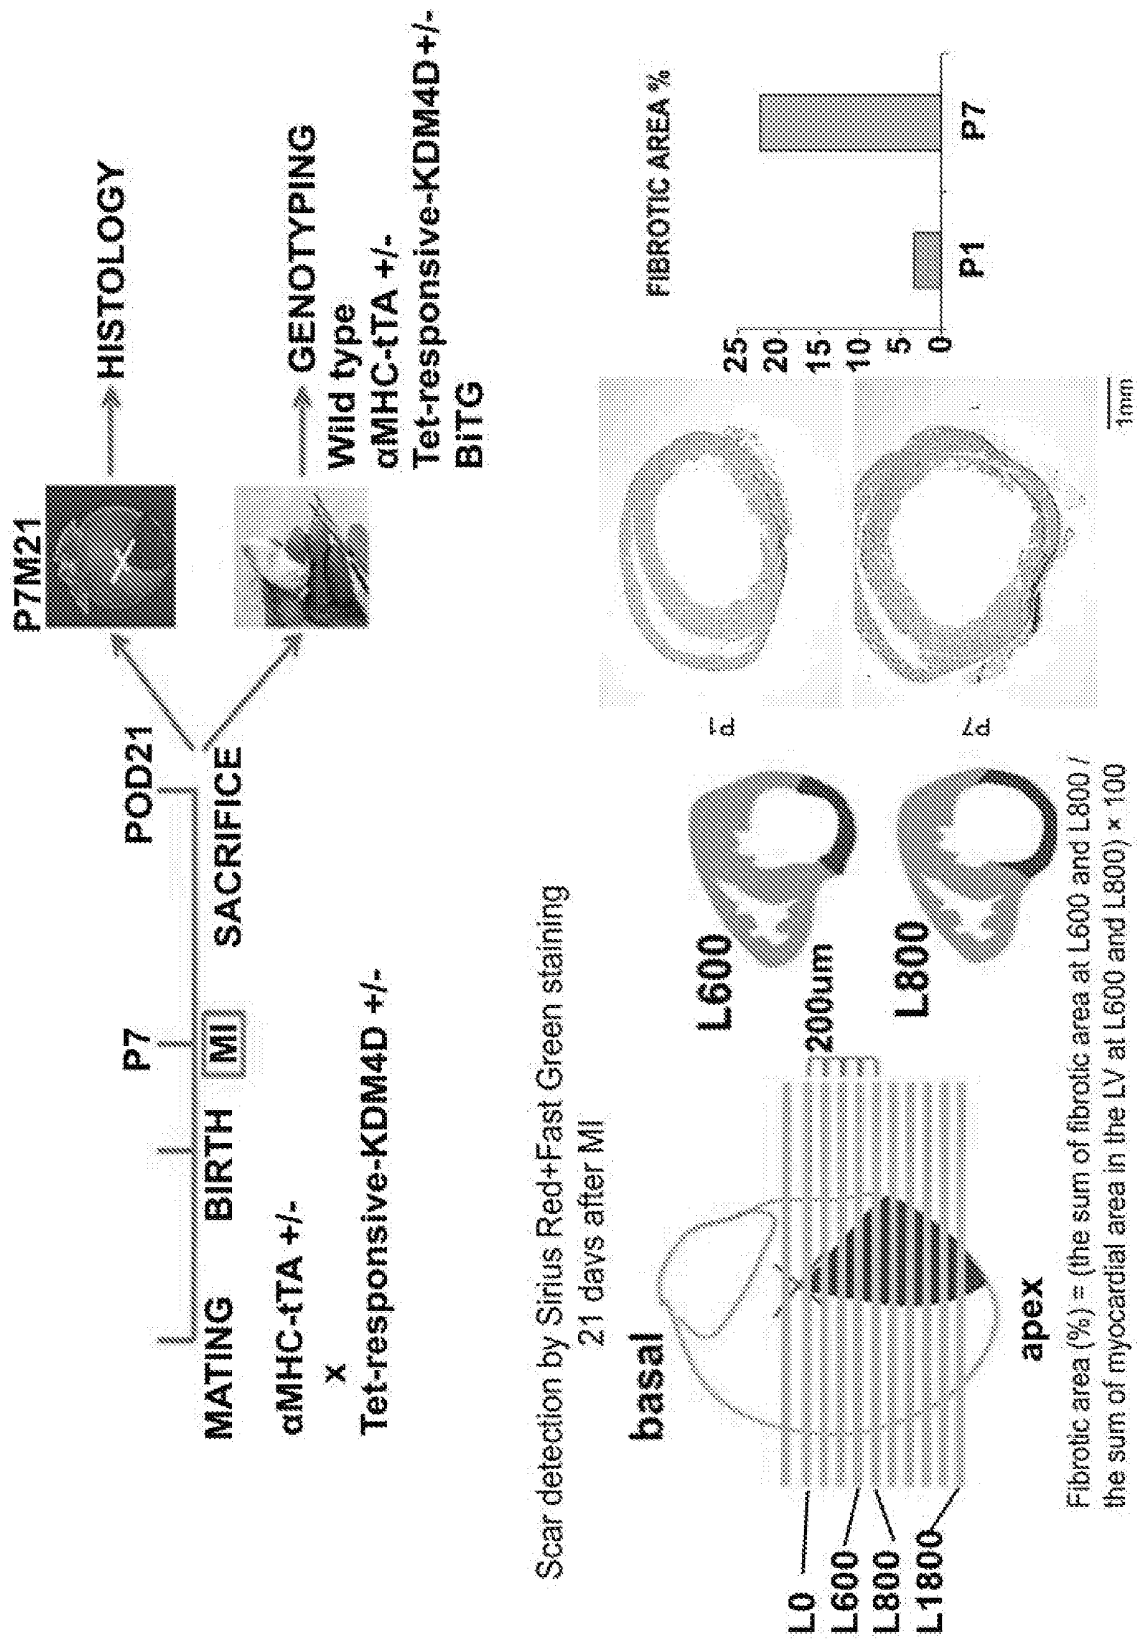 P7M21
P7
POD21
MATING
BIRTH
MI
SACRIFICE
αMHC-tTA +/-
x
Tet-responsive-KDM4D +/-
HISTOLOGY
GENOTYPING
Wild type
αMHC-tTA +/-
Tet-responsive-KDM4D+/-
BiTG
Scar detection by Sirius Red+Fast Green staining
21 days after MI
basal
apex
L0
L600
L800
L1800
200um
L600
L800
P1
P7
1mm
FIBROTIC AREA %
25
20
15
10
5
0
P1
P7
Fibrotic area (%) = (the sum of fibrotic area at L600 and L800 /
the sum of myocardial area in the LV at L600 and L800) × 100